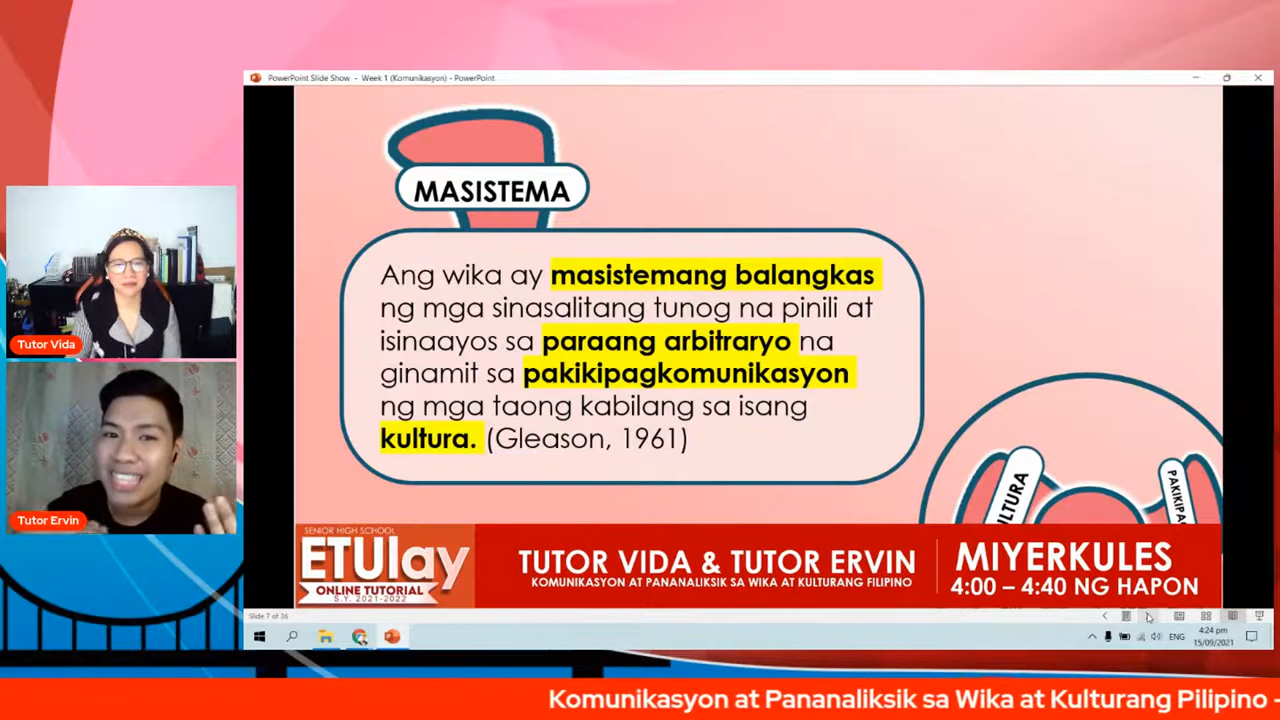 PowerPoint Slide Show - Week 1 (Komunikasyon) - PowerPoint
MASISTEMA
Ang wika ay masistemang balangkas
ng mga sinasalitang tunog na pinili at
isinaayos sa paraang arbitraryo na
ginamit sa pakikipagkomunikasyon
ng mga taong kabilang sa isang
kultura. (Gleason, 1961)
Tutor Vida
Tutor Ervin
SENIOR HIGH SCHOOL
ETULay
ONLINE TUTORIAL
S.Y. 2021-2022
TUTOR VIDA & TUTOR ERVIN
KOMUNIKASYON AT PANANALIKSIK SA WIKA AT KULTURANG FILIPINO
MIYERKULES
4:00 – 4:40 NG HAPON
Slide 7 of 36
ENG
4:24 pm
15/09/2021
Komunikasyon at Pananaliksik sa Wika at Kulturang Pilipino -